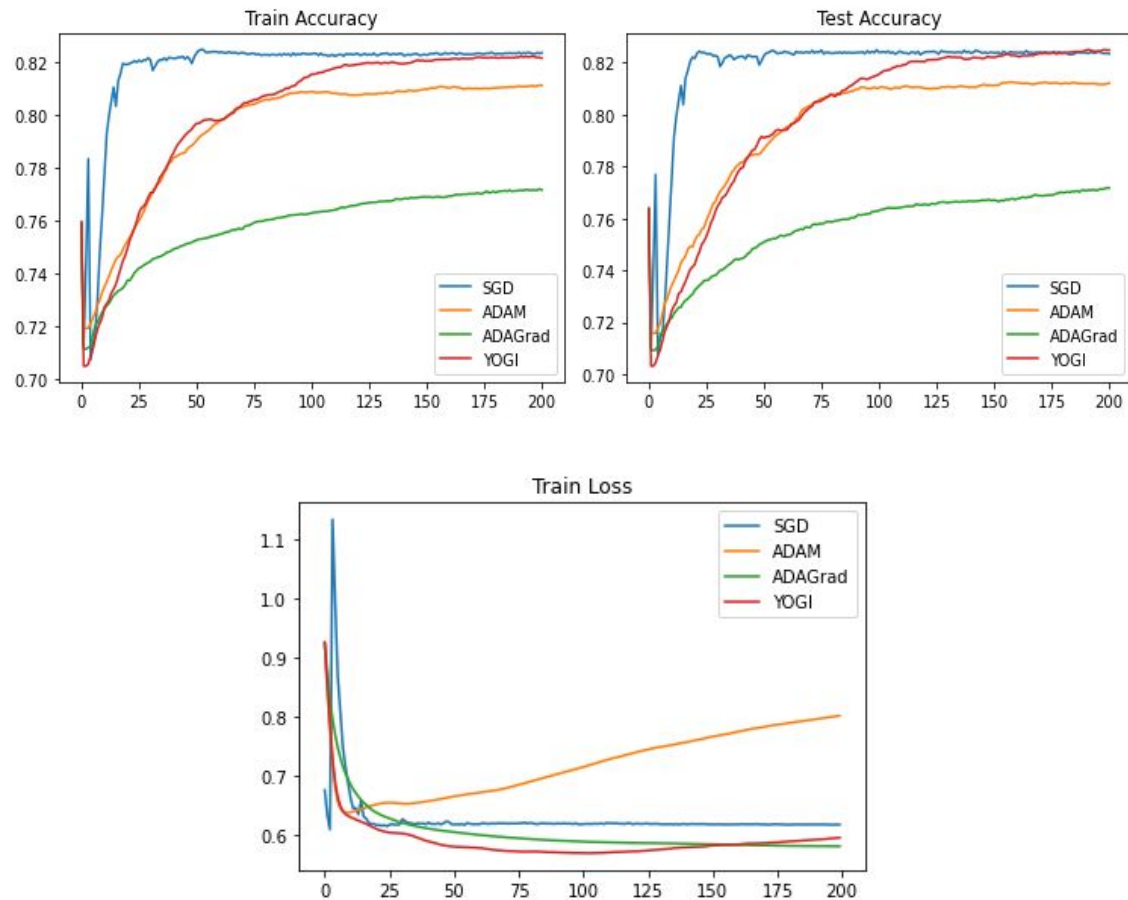 Train Accuracy
0.82
0.80
0.78
0.76
0.74
0.72
0.70
0 25 50 75 100 125 150 175 200
SGD
ADAM
ADAGrad
YOGI
Test Accuracy
0.82
0.80
0.78
0.76
0.74
0.72
0.70
0 25 50 75 100 125 150 175 200
SGD
ADAM
ADAGrad
YOGI
Train Loss
1.1
1.0
0.9
0.8
0.7
0.6
0 25 50 75 100 125 150 175 200
SGD
ADAM
ADAGrad
YOGI